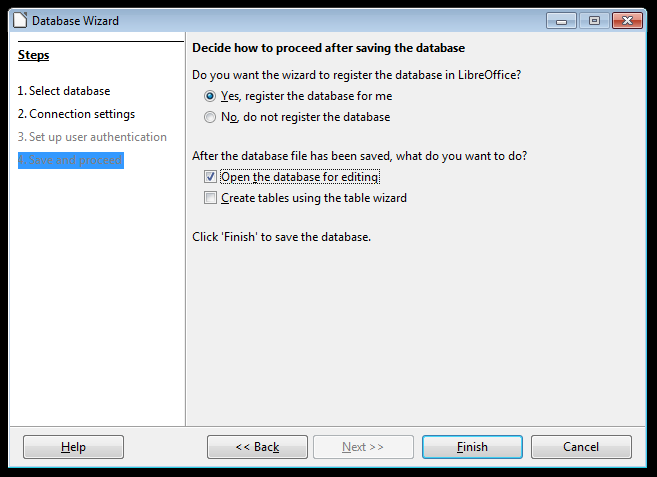 Database Wizard
Steps
1. Select database
2. Connection settings
3. Set up user authentication
4. Save and proceed
Decide how to proceed after saving the database
Do you want the wizard to register the database in LibreOffice?
Yes, register the database for me
No, do not register the database
After the database file has been saved, what do you want to do?
Open the database for editing
Create tables using the table wizard
Click 'Finish' to save the database.
Help
<< Back
Next >>
Finish
Cancel